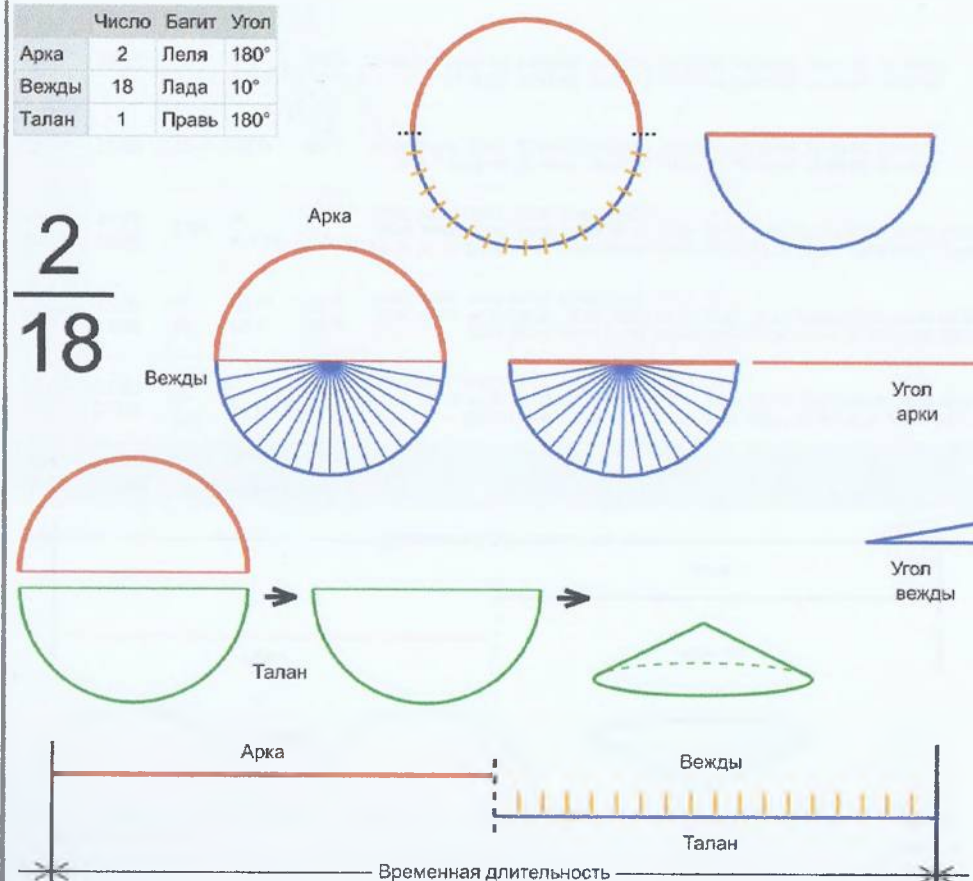 Число Багит Угол
Арка 2 Леля 180°
Вежды 18 Лада 10°
Талан 1 Правь 180°
2
18
Арка
Вежды
Угол
арки
Угол
вежды
Талан
Арка
Вежды
Талан
Временная длительность